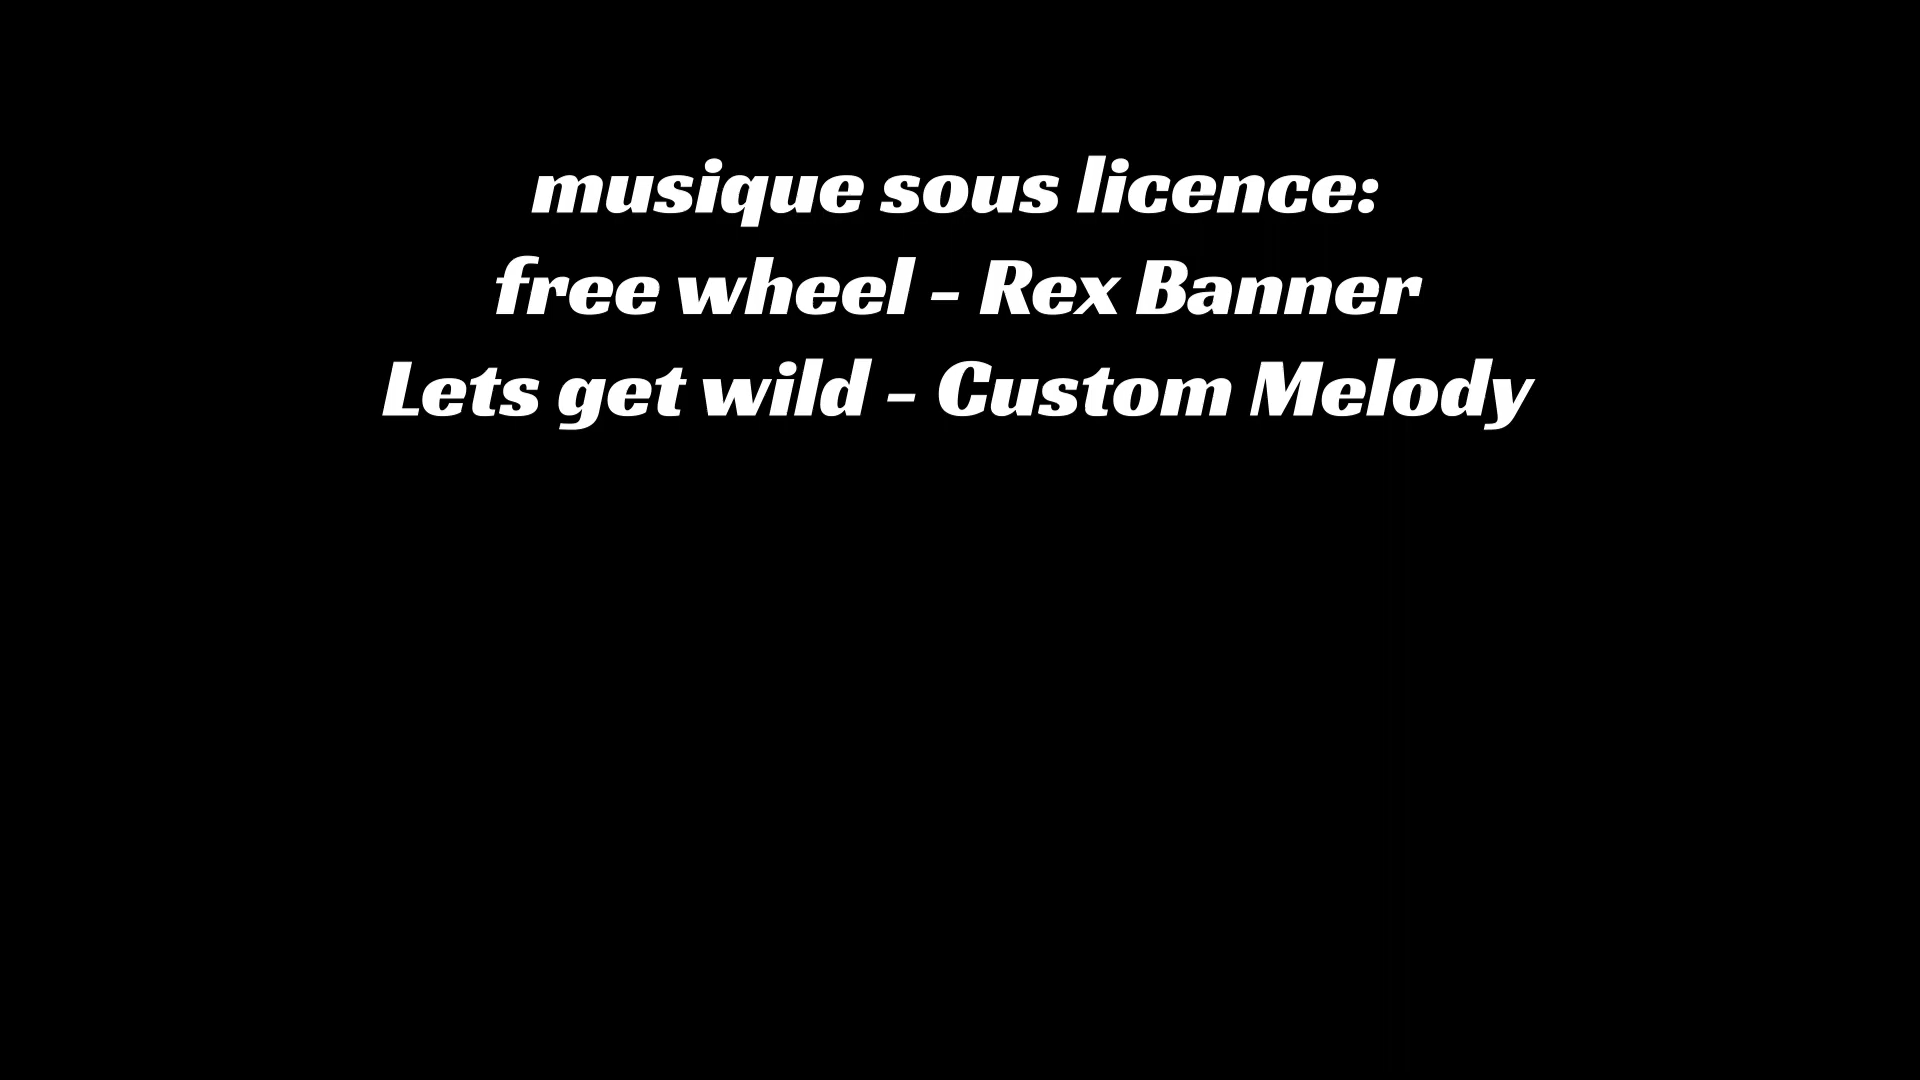 musique sous licence:
free wheel - Rex Banner
Lets get wild - Custom Melody